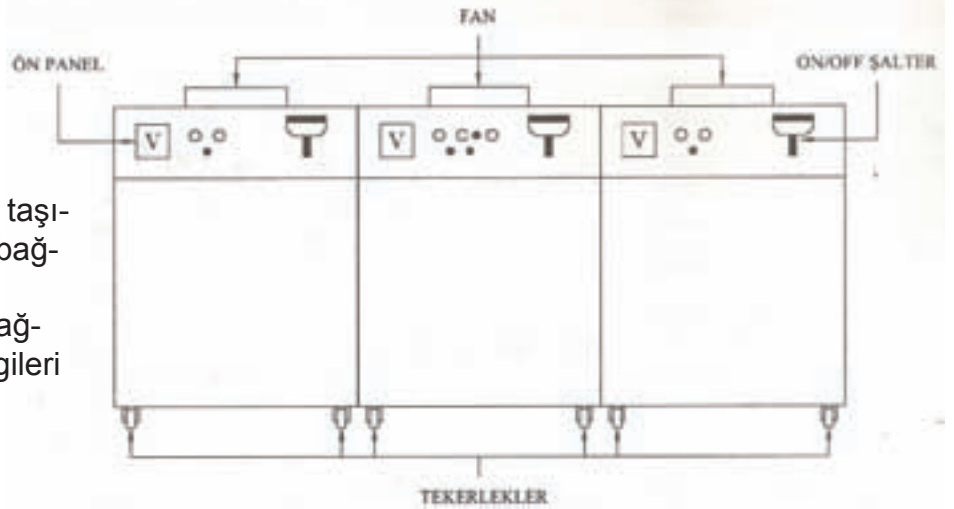 FAN
ÖN PANEL
ON/OFF ŞALTER
V
V
V
taşı-
bağ-
ağ-
gileri
TEKERLEKLER